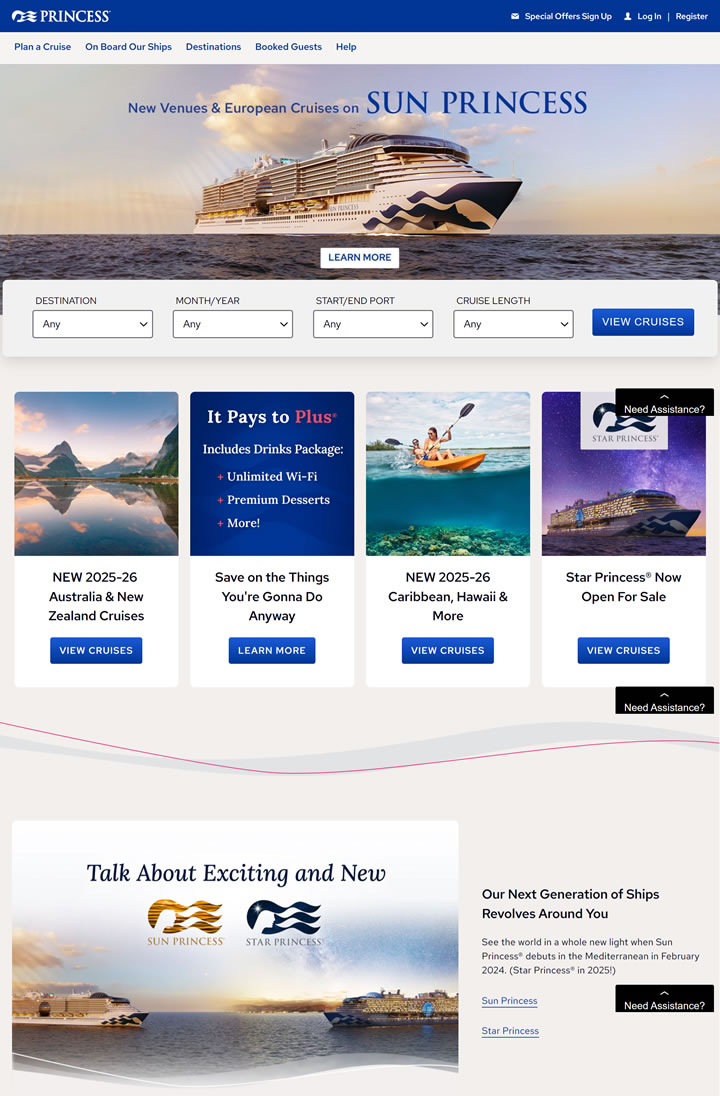 PRINCESS®
Special Offers Sign Up
Log In | Register
Plan a Cruise
On Board Our Ships
Destinations
Booked Guests
Help
New Venues & European Cruises on SUN PRINCESS
SUN PRINCESS
LEARN MORE
DESTINATION
Any
MONTH/YEAR
Any
START/END PORT
Any
CRUISE LENGTH
Any
VIEW CRUISES
Need Assistance?
NEW 2025-26
Australia & New
Zealand Cruises
VIEW CRUISES
It Pays to Plus®
Includes Drinks Package:
+ Unlimited Wi-Fi
+ Premium Desserts
+ More!
Save on the Things
You're Gonna Do
Anyway
LEARN MORE
NEW 2025-26
Caribbean, Hawaii &
More
VIEW CRUISES
STAR PRINCESS®
Star Princess® Now
Open For Sale
VIEW CRUISES
Need Assistance?
Talk About Exciting and New
SUN PRINCESS®
STAR PRINCESS®
Our Next Generation of Ships
Revolves Around You
See the world in a whole new light when Sun
Princess® debuts in the Mediterranean in February
2024. (Star Princess® in 2025!)
Sun Princess
Need Assistance?
Star Princess